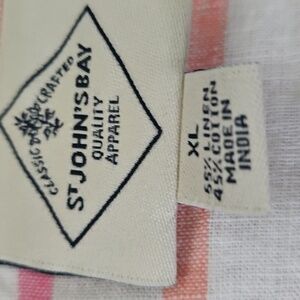 CLASSIC DESIGN CRAFTED
ST JOHN'S BAY
QUALITY
APPAREL
XL
55% LINEN
45% COTTON
MADE IN
INDIA